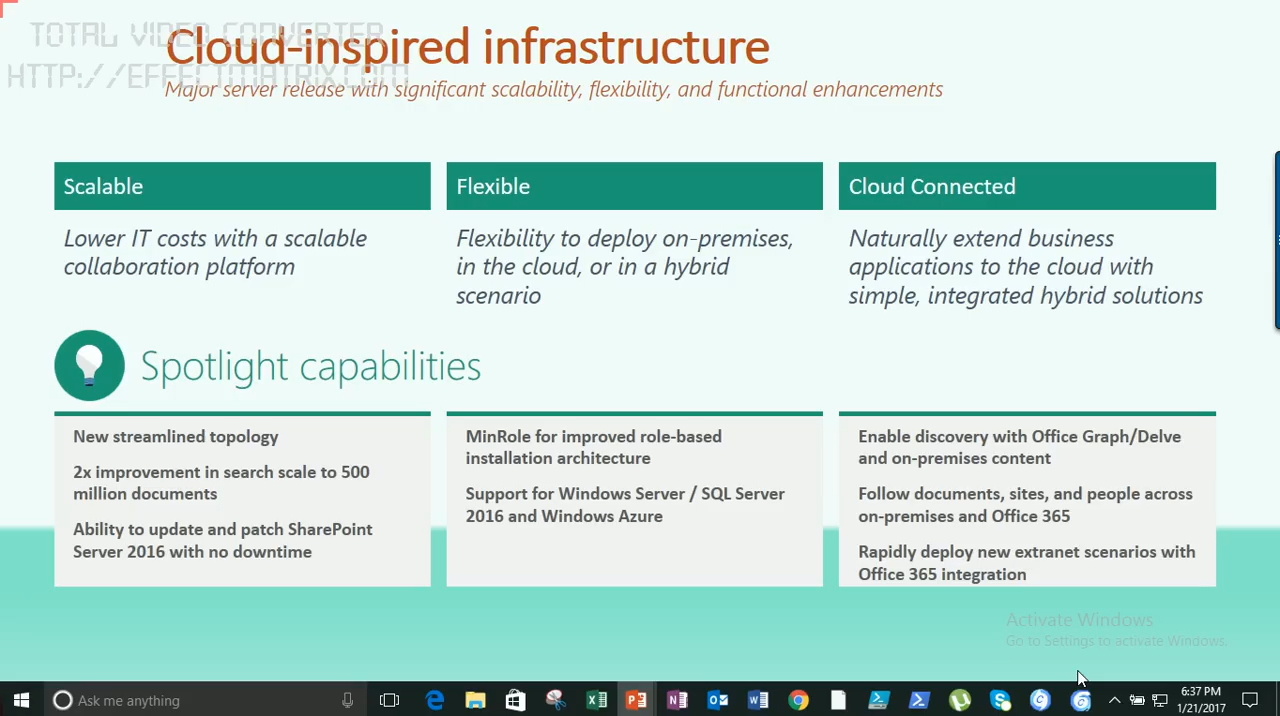 TOTAL VIDEO CONVERTER
HTTP://EFFECTMATRIX.COM
Cloud-inspired infrastructure
Major server release with significant scalability, flexibility, and functional enhancements
Scalable
Lower IT costs with a scalable
collaboration platform
Flexible
Flexibility to deploy on-premises,
in the cloud, or in a hybrid
scenario
Cloud Connected
Naturally extend business
applications to the cloud with
simple, integrated hybrid solutions
Spotlight capabilities
New streamlined topology
2x improvement in search scale to 500
million documents
Ability to update and patch SharePoint
Server 2016 with no downtime
MinRole for improved role-based
installation architecture
Support for Windows Server / SQL Server
2016 and Windows Azure
Enable discovery with Office Graph/Delve
and on-premises content
Follow documents, sites, and people across
on-premises and Office 365
Rapidly deploy new extranet scenarios with
Office 365 integration
Activate Windows
Go to Settings to activate Windows.
Ask me anything
6:37 PM
1/21/2017